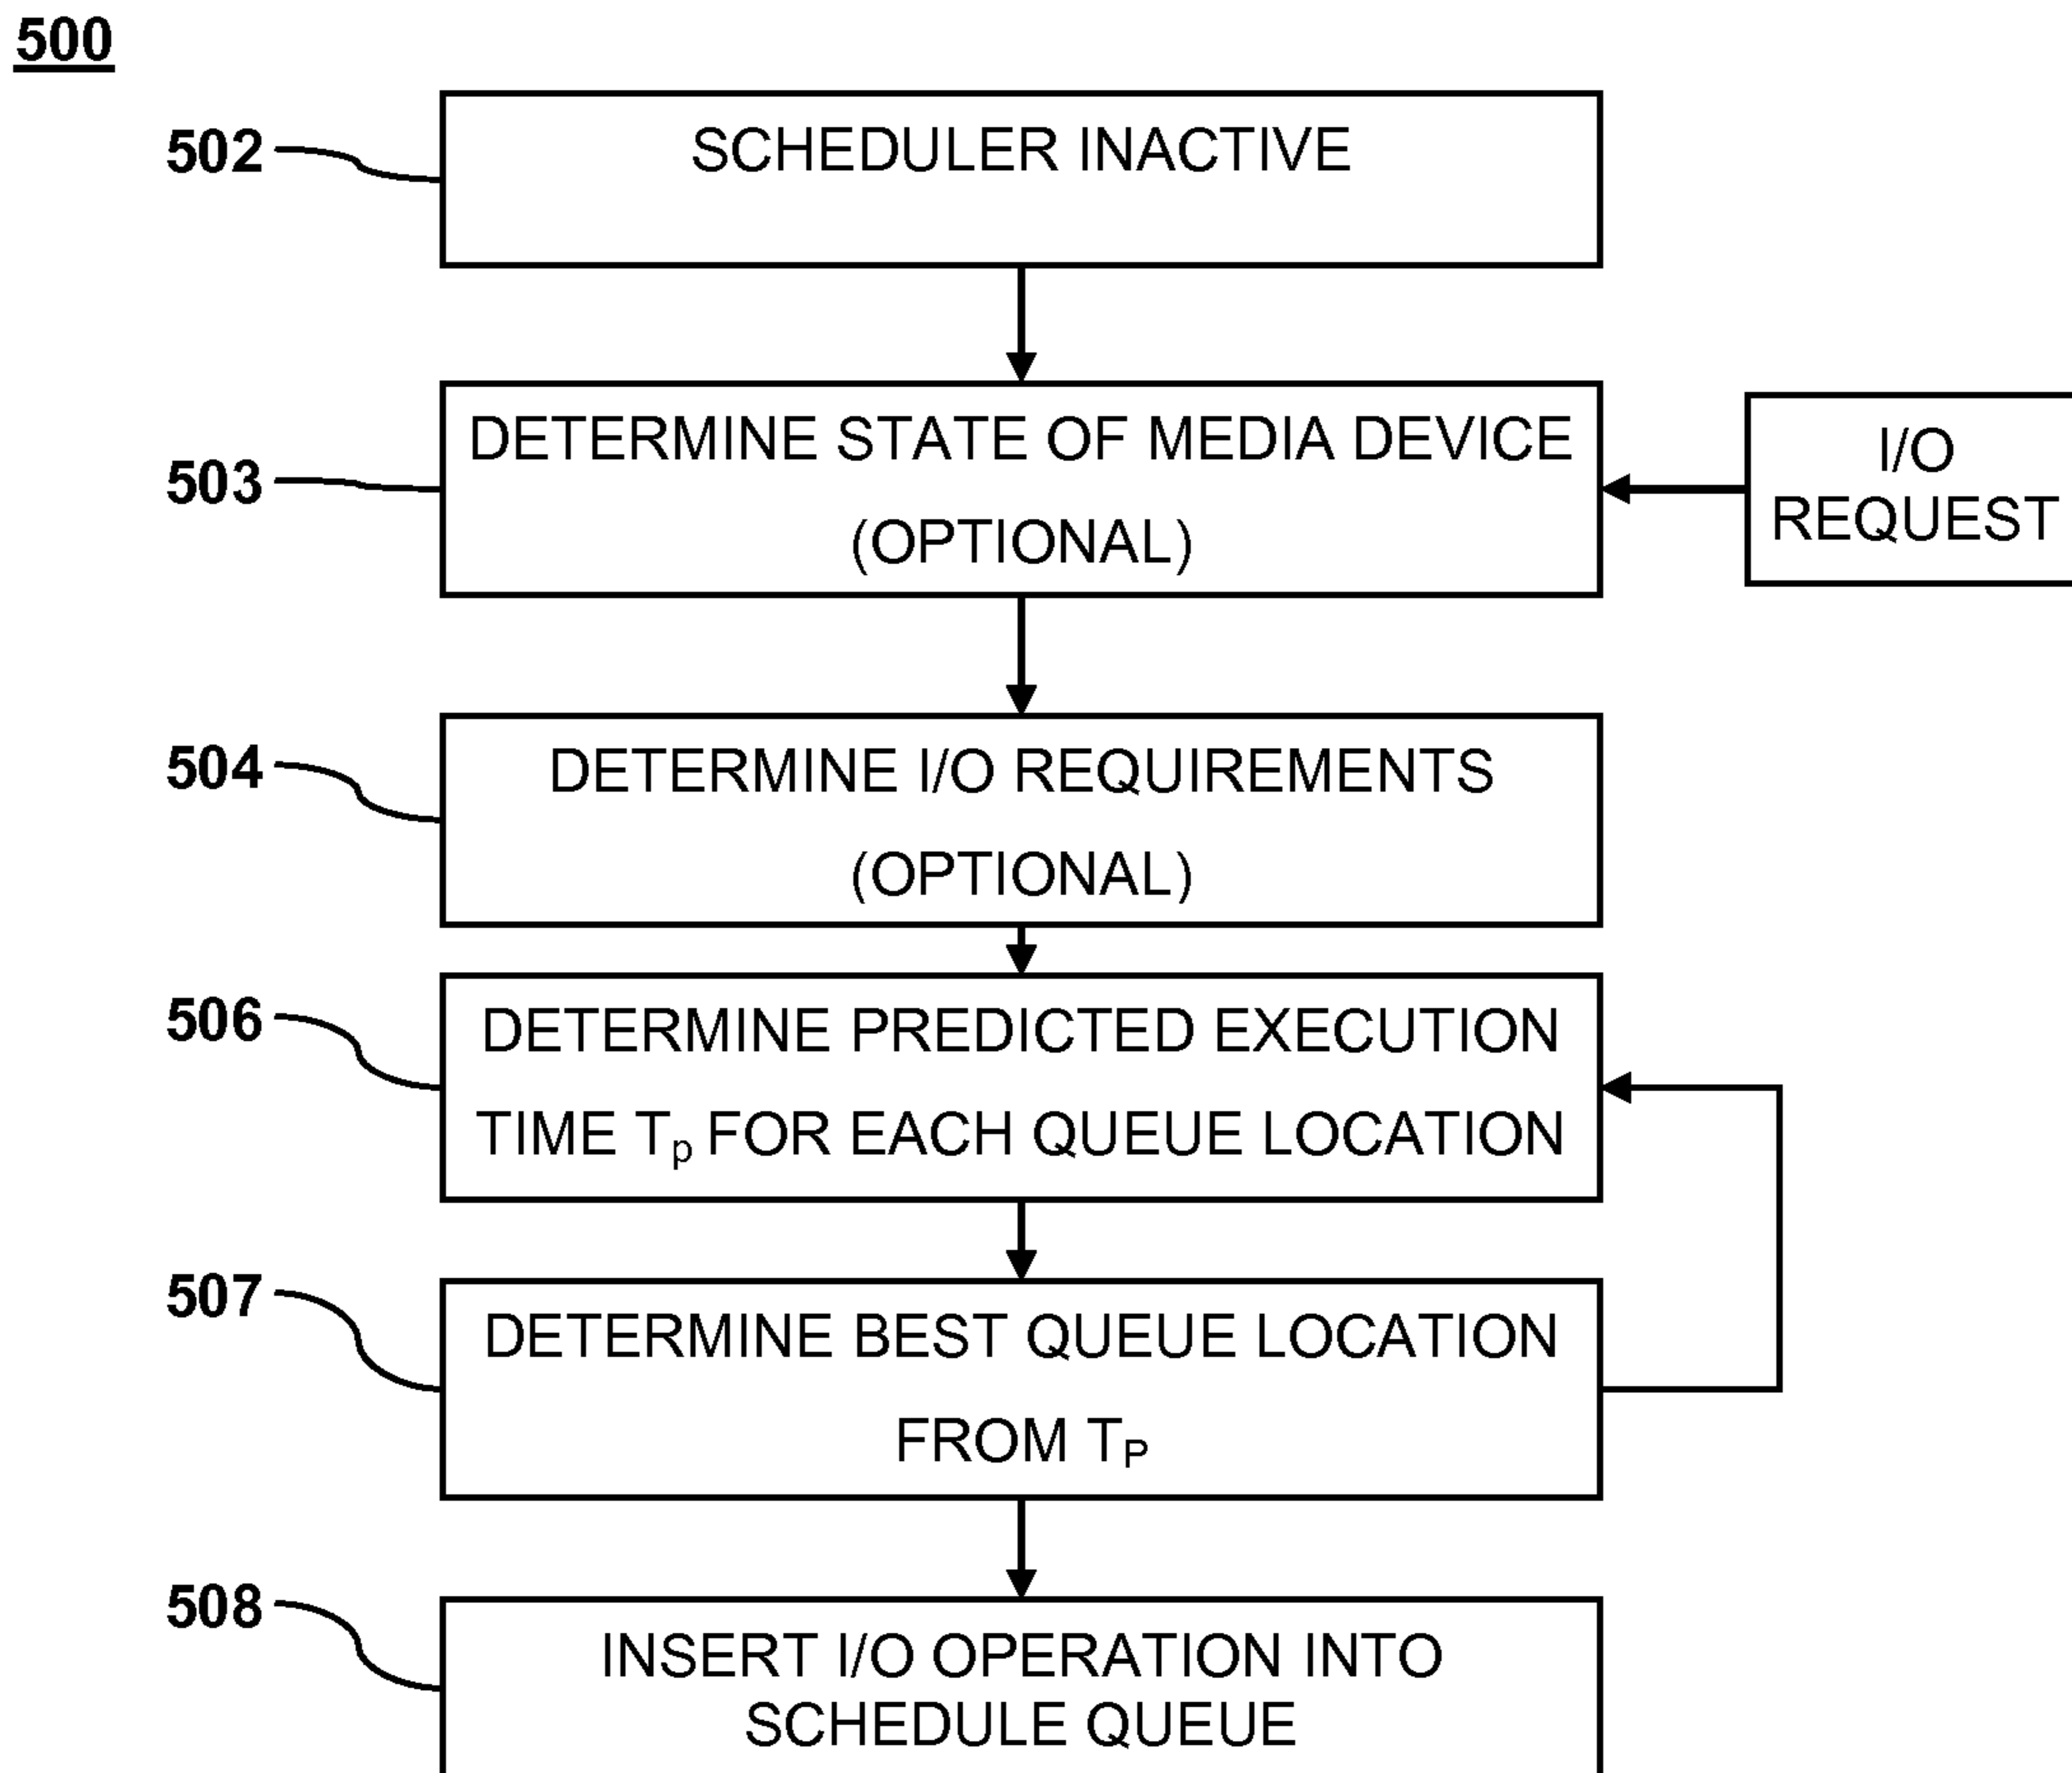 500
502
SCHEDULER INACTIVE
503
DETERMINE STATE OF MEDIA DEVICE
(OPTIONAL)
I/O
REQUEST
504
DETERMINE I/O REQUIREMENTS
(OPTIONAL)
506
DETERMINE PREDICTED EXECUTION
TIME Tp FOR EACH QUEUE LOCATION
507
DETERMINE BEST QUEUE LOCATION
FROM TP
508
INSERT I/O OPERATION INTO
SCHEDULE QUEUE